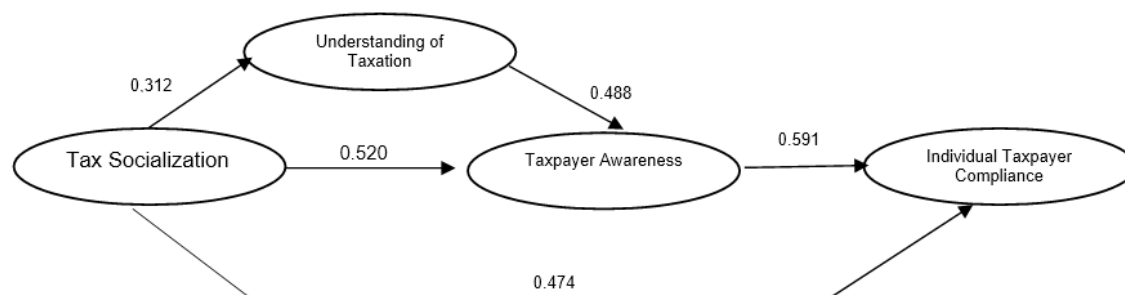 Understanding of
Taxation
0.312
0.488
Tax Socialization
0.520
Taxpayer Awareness
0.591
Individual Taxpayer
Compliance
0.474